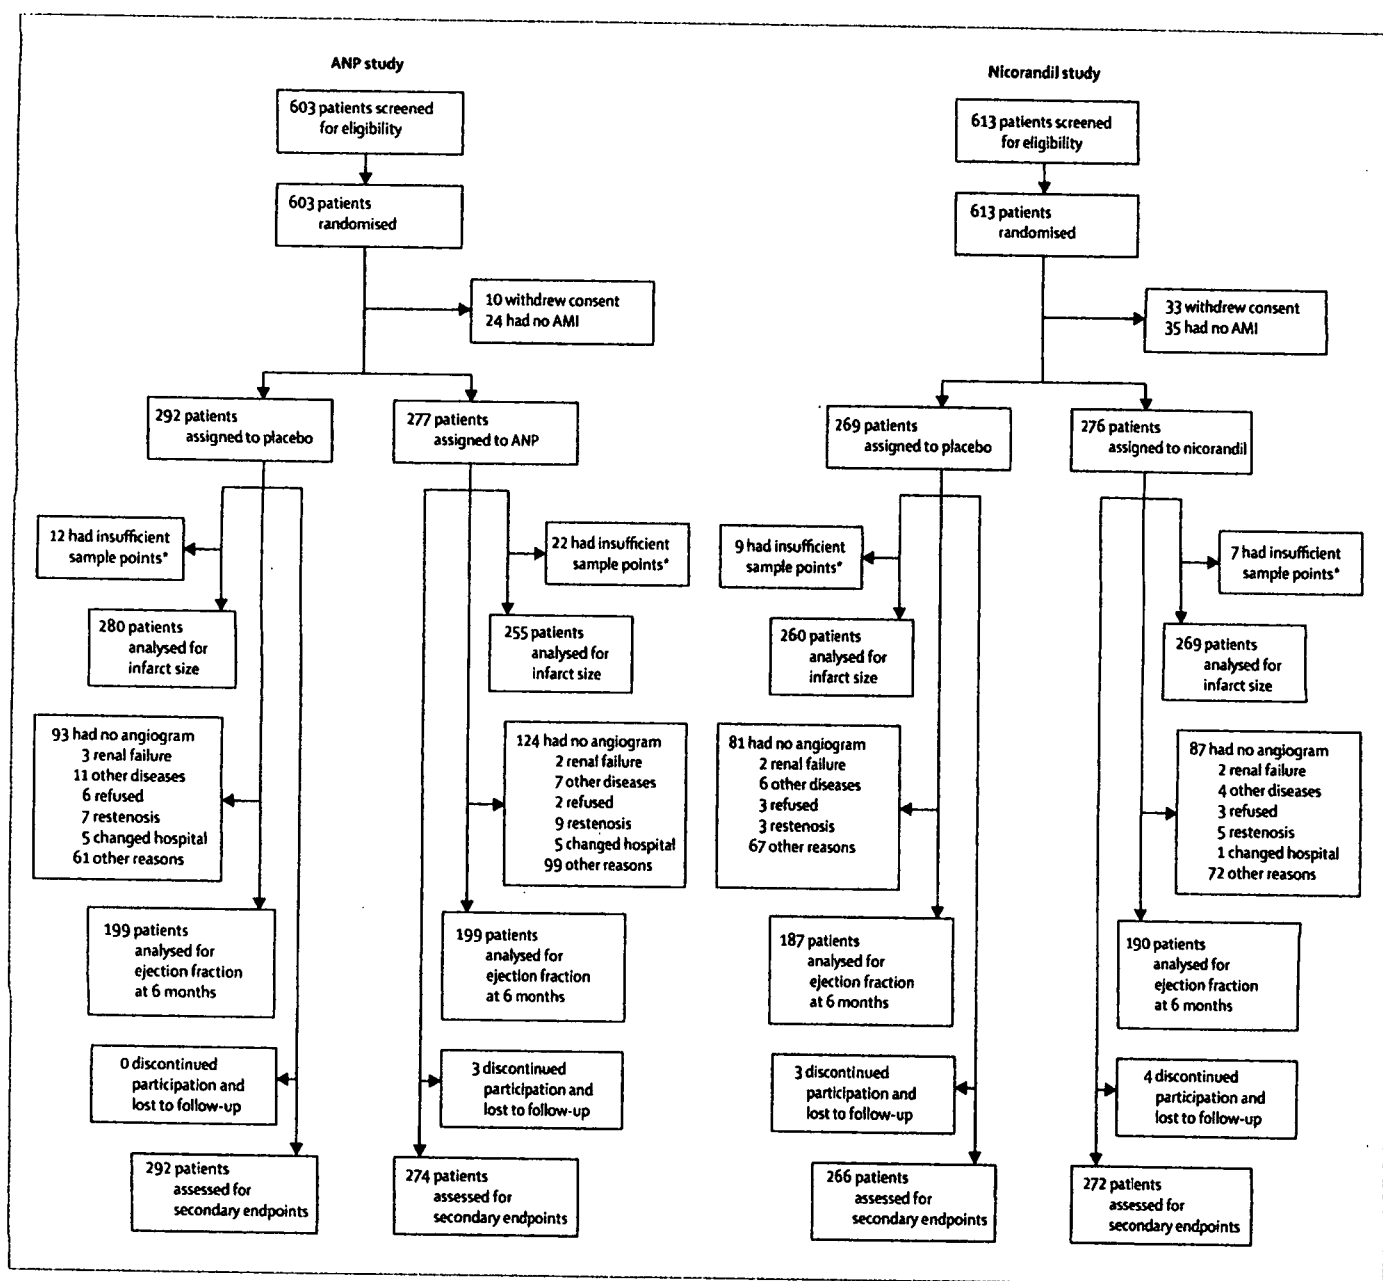 ANP study
603 patients screened
for eligibility
603 patients
randomised
10 withdrew consent
24 had no AMI
292 patients
assigned to placebo
277 patients
assigned to ANP
12 had insufficient
sample points*
22 had insufficient
sample points*
280 patients
analysed for
infarct size
255 patients
analysed for
infarct size
93 had no angiogram
3 renal failure
11 other diseases
6 refused
7 restenosis
5 changed hospital
61 other reasons
124 had no angiogram
2 renal failure
7 other diseases
2 refused
9 restenosis
5 changed hospital
99 other reasons
199 patients
analysed for
ejection fraction
at 6 months
199 patients
analysed for
ejection fraction
at 6 months
0 discontinued
participation and
lost to follow-up
3 discontinued
participation and
lost to follow-up
292 patients
assessed for
secondary endpoints
274 patients
assessed for
secondary endpoints
Nicorandil study
613 patients screened
for eligibility
613 patients
randomised
33 withdrew consent
35 had no AMI
269 patients
assigned to placebo
276 patients
assigned to nicorandil
9 had insufficient
sample points*
7 had insufficient
sample points*
260 patients
analysed for
infarct size
269 patients
analysed for
infarct size
81 had no angiogram
2 renal failure
6 other diseases
3 refused
3 restenosis
67 other reasons
87 had no angiogram
2 renal failure
4 other diseases
3 refused
5 restenosis
1 changed hospital
72 other reasons
187 patients
analysed for
ejection fraction
at 6 months
190 patients
analysed for
ejection fraction
at 6 months
3 discontinued
participation and
lost to follow-up
4 discontinued
participation and
lost to follow-up
266 patients
assessed for
secondary endpoints
272 patients
assessed for
secondary endpoints